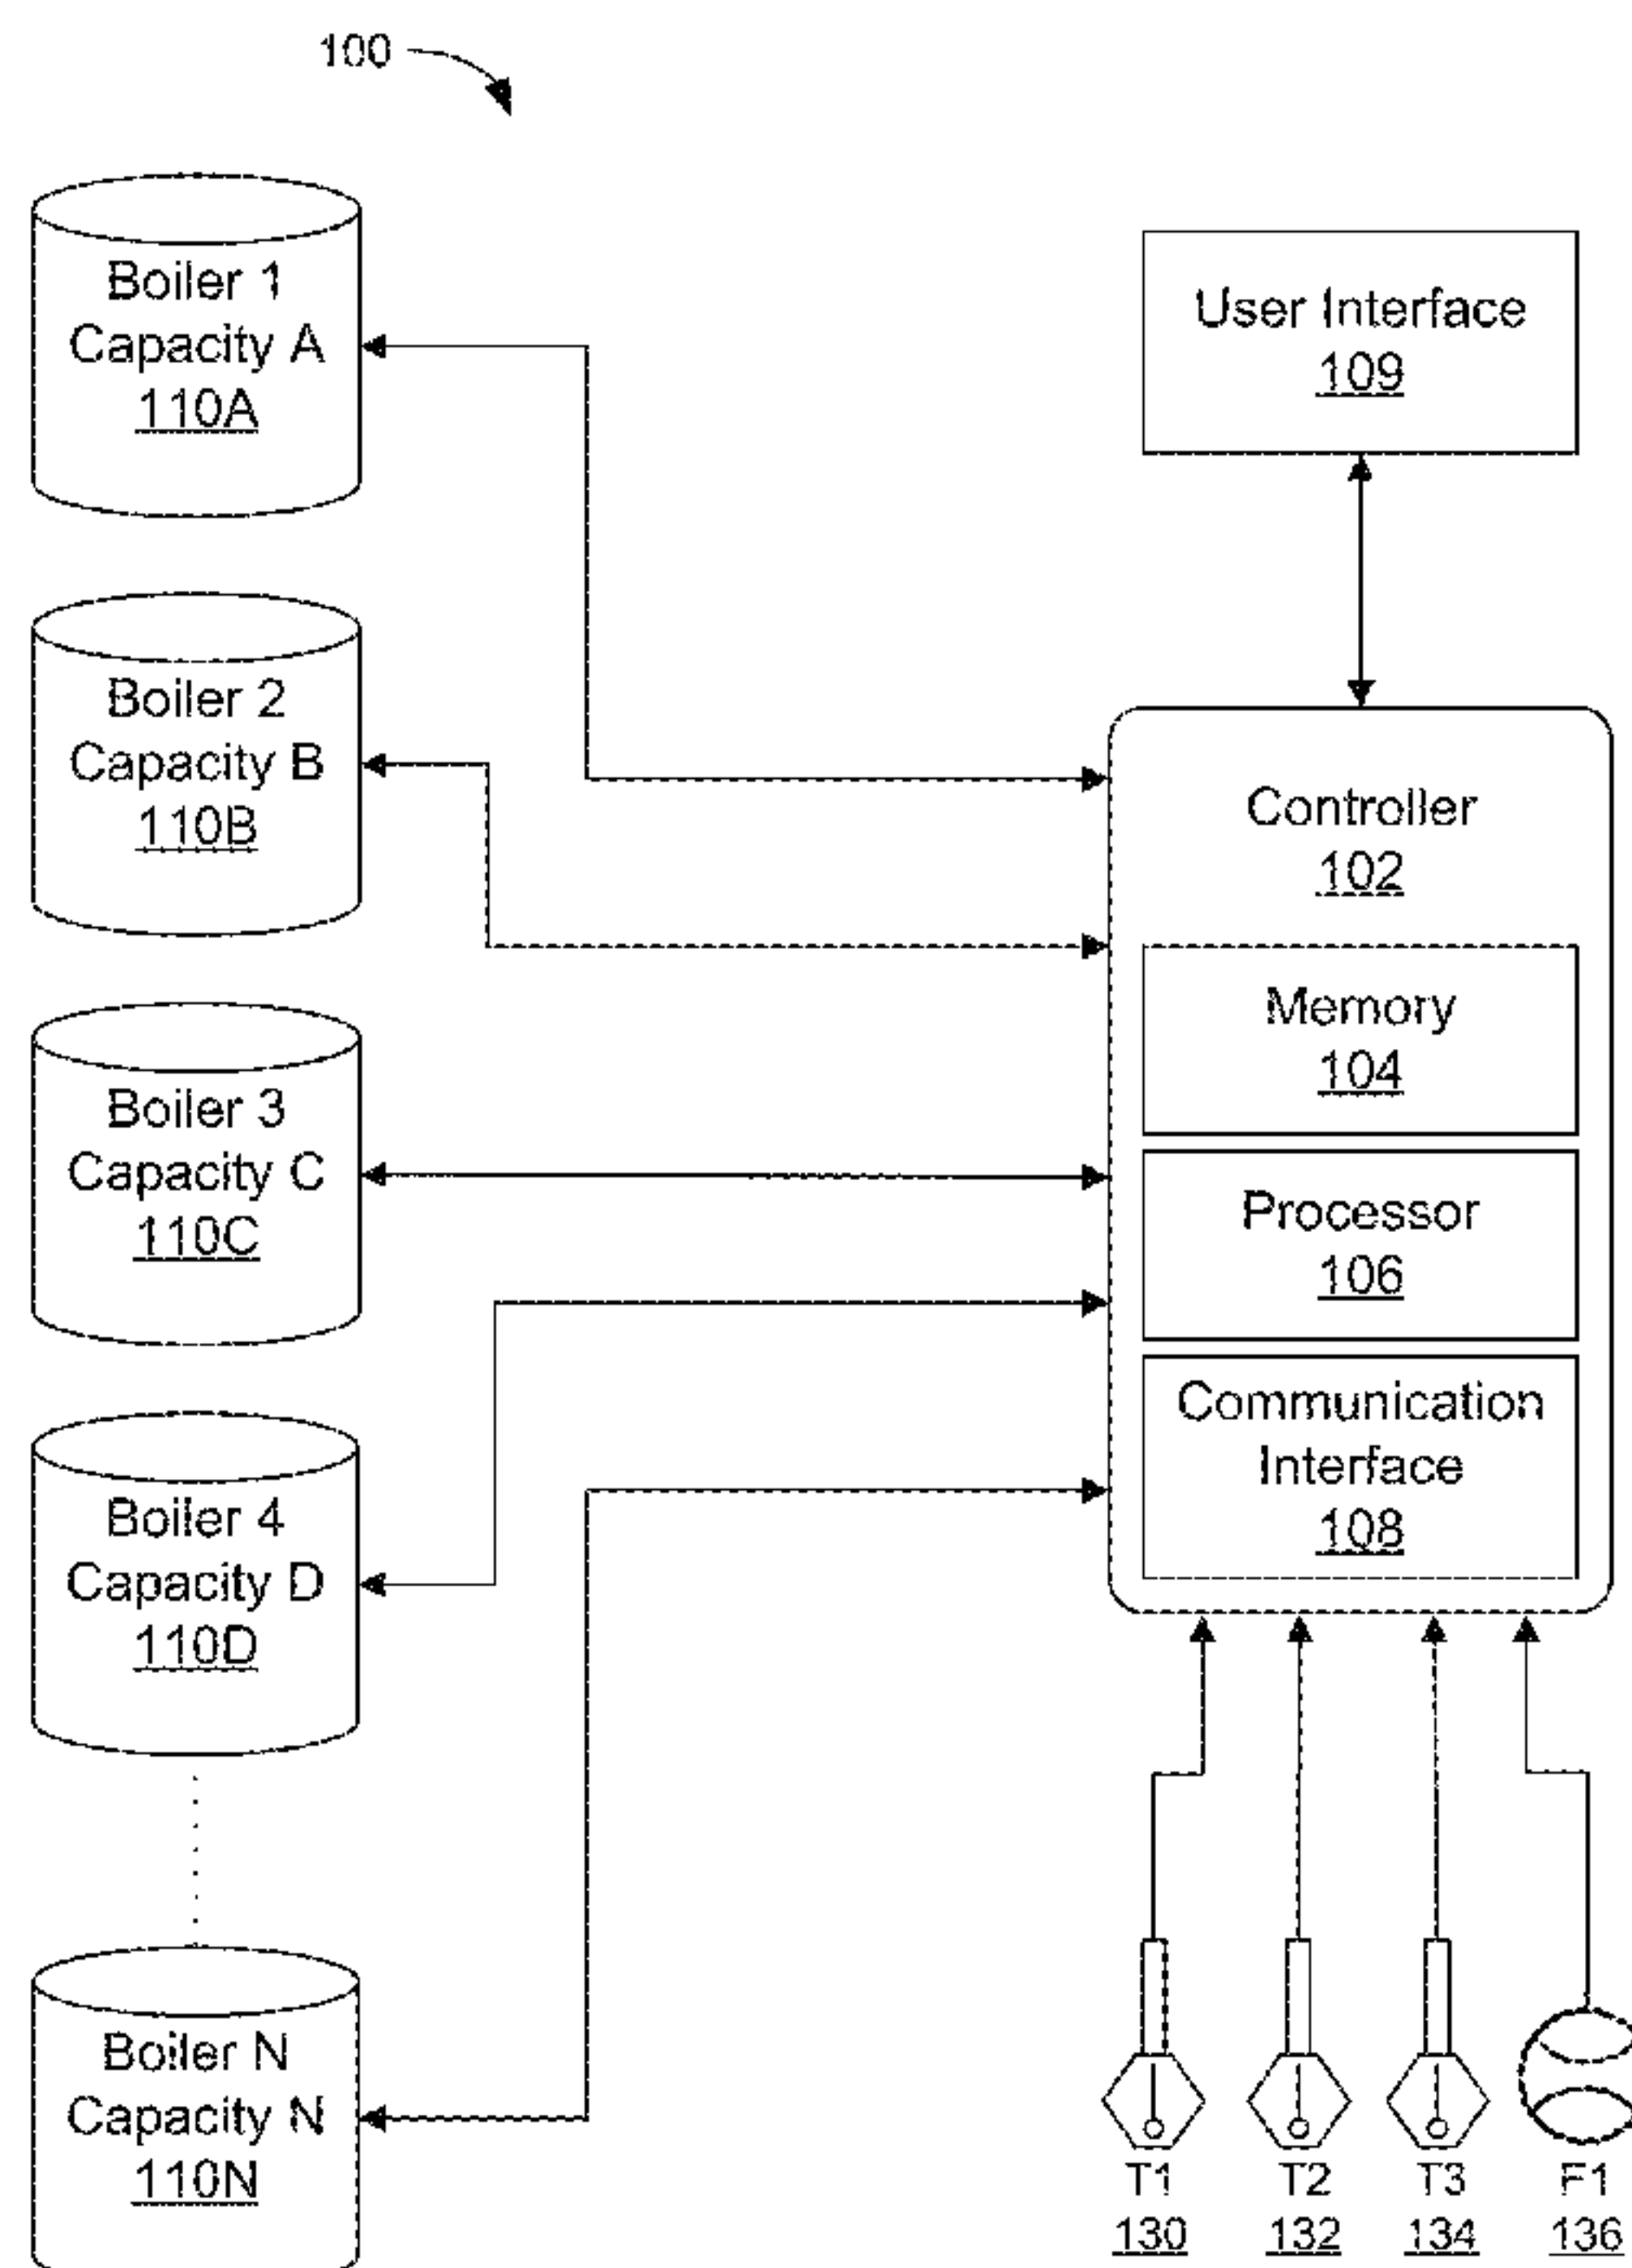 100
Boiler 1
Capacity A
110A
User Interface
109
Boiler 2
Capacity B
110B
Controller
102
Memory
104
Boiler 3
Capacity C
110C
Processor
106
Communication
Interface
108
Boiler 4
Capacity D
110D
Boiler N
Capacity N
110N
T1
130
T2
132
T3
134
F1
136